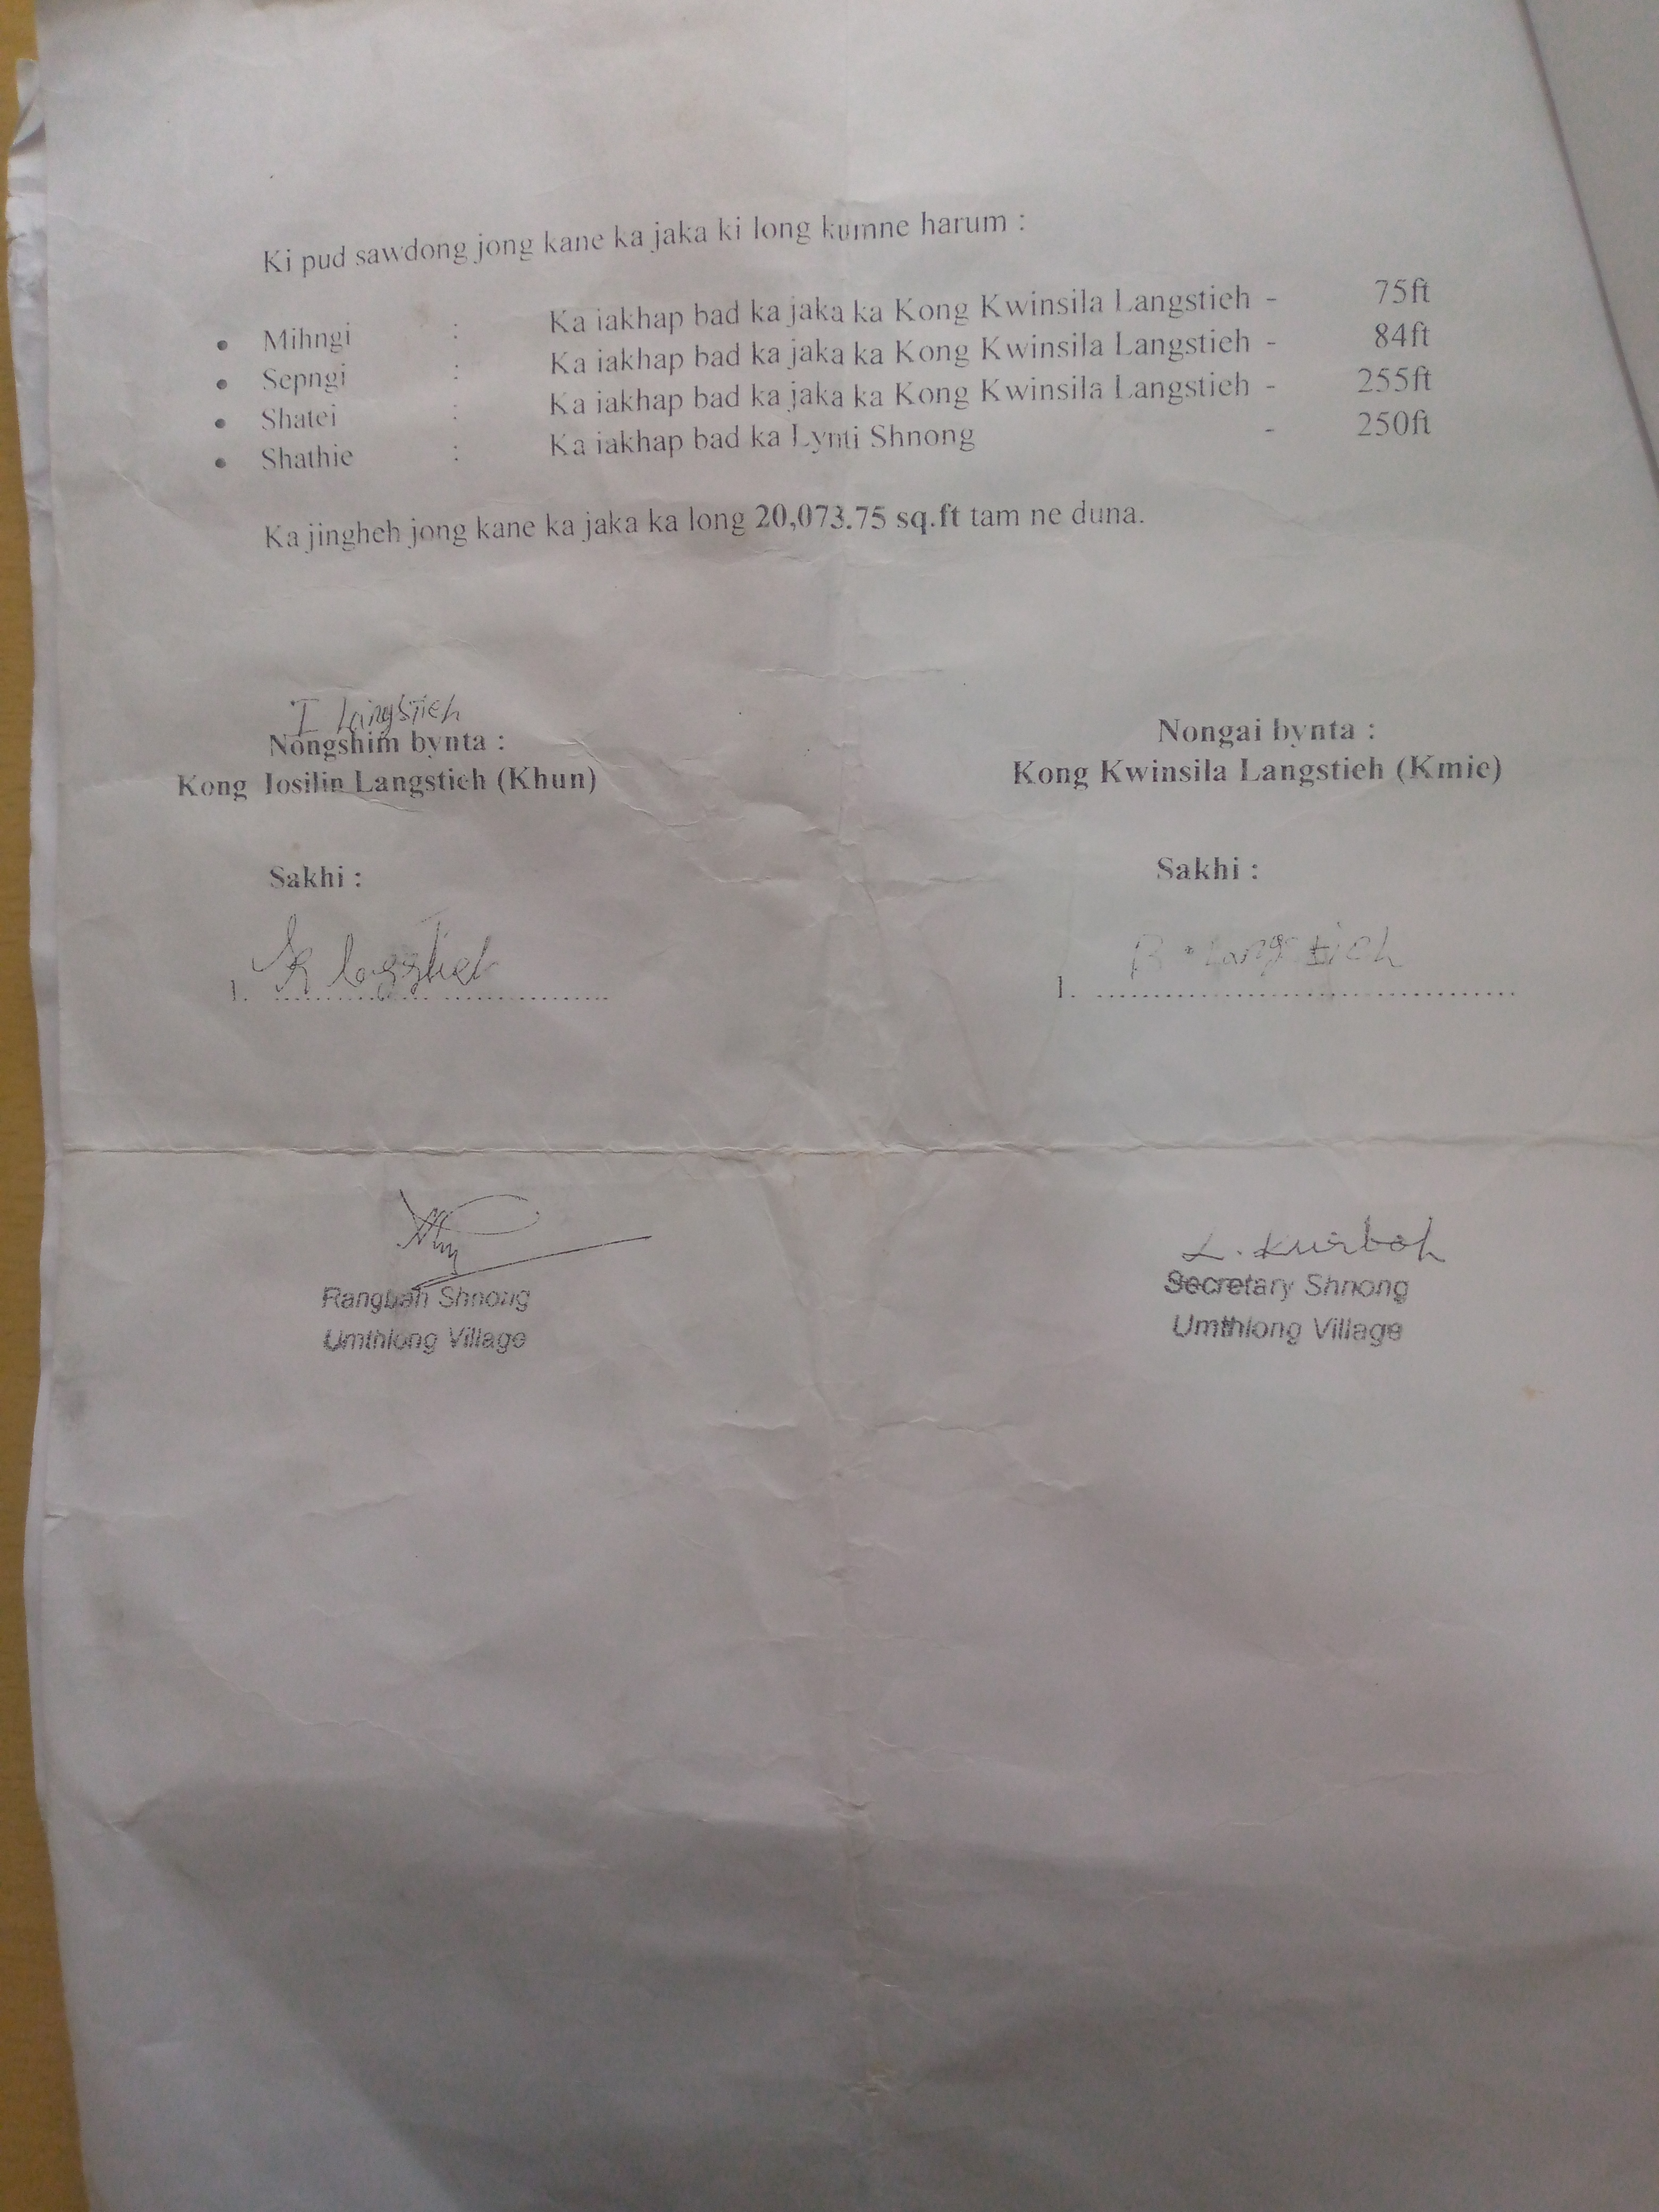 Ki pud sawdong jong kane ka jaka ki long kumne harum :
• Mihngi : Ka iakhap bad ka jaka ka Kong Kwinsila Langstieh - 75ft
• Sepngi : Ka iakhap bad ka jaka ka Kong Kwinsila Langstieh - 84ft
• Shatei : Ka iakhap bad ka jaka ka Kong Kwinsila Langstieh - 255ft
• Shathie : Ka iakhap bad ka Lynti Shnong - 250ft
Ka jingheh jong kane ka jaka ka long 20,073.75 sq.ft tam ne duna.
I Langstieh
Nongshim bynta :
Kong Iosilin Langstieh (Khun)
Nongai bynta :
Kong Kwinsila Langstieh (Kmie)
Sakhi :
Sakhi :
1.
1. B. Langstieh
Rangbah Shnong
Umthlong Village
L. Kurbah
Secretary Shnong
Umthlong Village